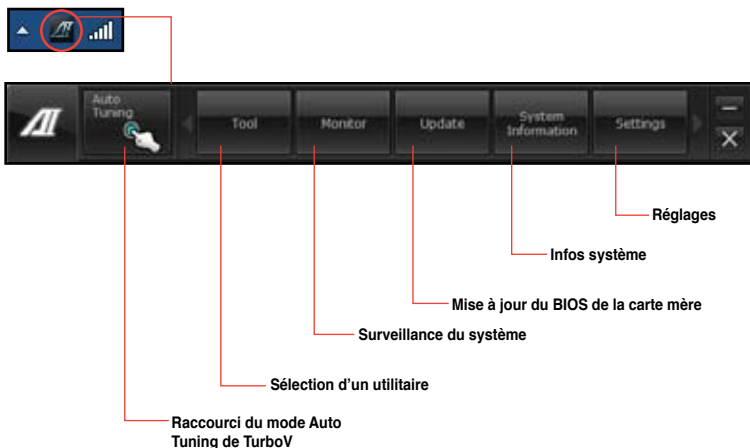 Auto
Tuning
Tool
Monitor
Update
System
Information
Settings
Réglages
Infos système
Mise à jour du BIOS de la carte mère
Surveillance du système
Sélection d'un utilitaire
Raccourci du mode Auto
Tuning de TurboV